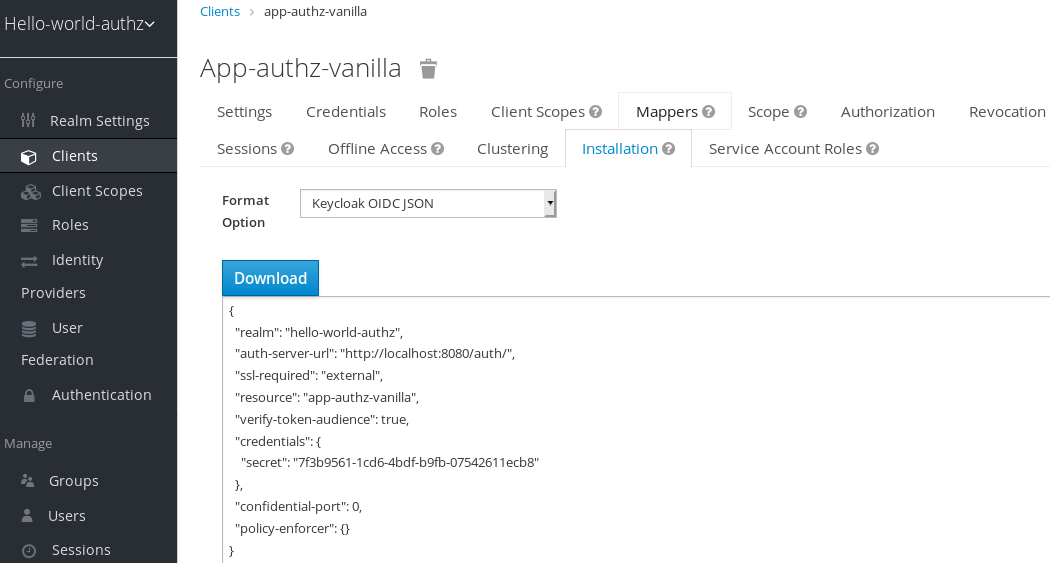 Hello-world-authz
Configure
Realm Settings
Clients
Client Scopes
Roles
Identity
Providers
User
Federation
Authentication
Manage
Groups
Users
Sessions
Clients > app-authz-vanilla
App-authz-vanilla
Settings Credentials Roles Client Scopes ? Mappers ? Scope ? Authorization Revocation
Sessions ? Offline Access ? Clustering Installation ? Service Account Roles ?
Format
Option
Keycloak OIDC JSON
Download
{
  "realm": "hello-world-authz",
  "auth-server-url": "http://localhost:8080/auth/",
  "ssl-required": "external",
  "resource": "app-authz-vanilla",
  "verify-token-audience": true,
  "credentials": {
    "secret": "7f3b9561-1cd6-4bdf-b9fb-07542611ecb8"
  },
  "confidential-port": 0,
  "policy-enforcer": {}
}